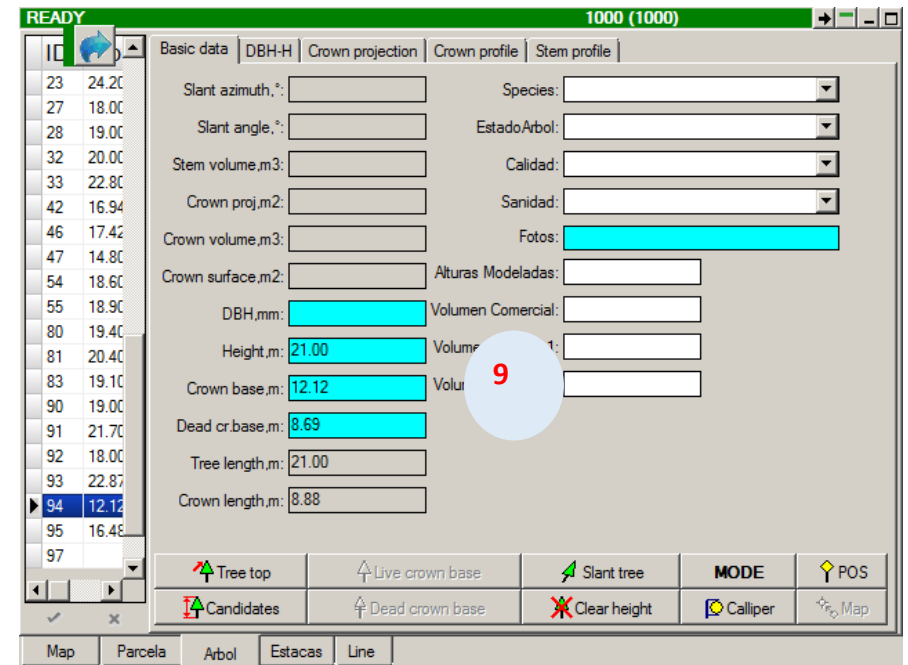 READY 1000 (1000)
Basic data DBH-H Crown projection Crown profile Stem profile
23 24.20
27 18.00
28 19.00
32 20.00
33 22.80
42 16.94
46 17.42
47 14.80
54 18.60
55 18.90
80 19.40
81 20.40
83 19.10
90 19.00
91 21.70
92 18.00
93 22.87
94 12.12
95 16.48
97
Slant azimuth,°:
Slant angle,°:
Stem volume,m3:
Crown proj,m2:
Crown volume,m3:
Crown surface,m2:
DBH,mm:
Height,m: 21.00
Crown base,m: 12.12
Dead cr.base,m: 8.69
Tree length,m: 21.00
Crown length,m: 8.88
Species:
EstadoArbol:
Calidad:
Sanidad:
Fotos:
Alturas Modeladas:
Volumen Comercial:
1:
9
Tree top Live crown base Slant tree MODE POS
Candidates Dead crown base Clear height Calliper Map
Map Parcela Arbol Estacas Line